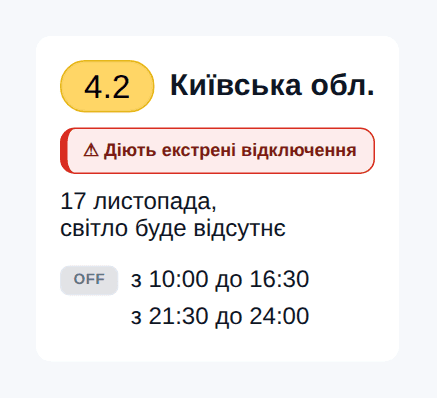 4.2 Київська обл.
⚠ Діють екстрені відключення
17 листопада,
світло буде відсутнє
OFF з 10:00 до 16:30
з 21:30 до 24:00